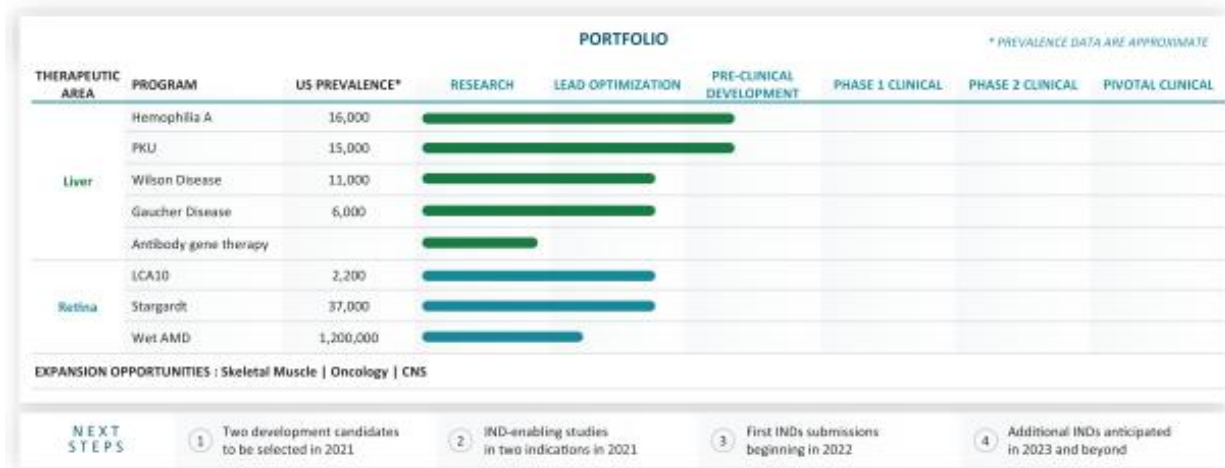 PORTFOLIO
* PREVALENCE DATA ARE APPROXIMATE
THERAPEUTIC AREA PROGRAM US PREVALENCE* RESEARCH LEAD OPTIMIZATION PRE-CLINICAL DEVELOPMENT PHASE 1 CLINICAL PHASE 2 CLINICAL PIVOTAL CLINICAL
Liver
Hemophilia A 16,000
PKU 15,000
Wilson Disease 11,000
Gaucher Disease 6,000
Antibody gene therapy
Retina
LCA10 2,200
Stargardt 37,000
Wet AMD 1,200,000
EXPANSION OPPORTUNITIES : Skeletal Muscle | Oncology | CNS
NEXT
STEPS
1 Two development candidates
to be selected in 2021
2 IND-enabling studies
in two indications in 2021
3 First INDs submissions
beginning in 2022
4 Additional INDs anticipated
in 2023 and beyond